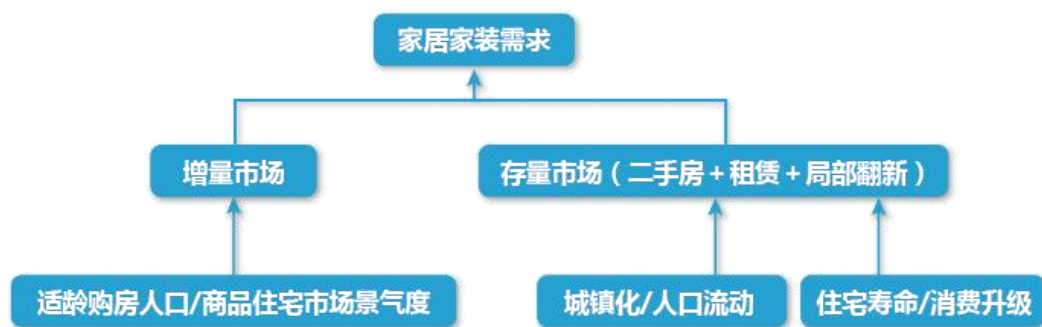 家居家装需求
增量市场
存量市场（二手房+租赁+局部翻新）
适龄购房人口/商品住宅市场景气度
城镇化/人口流动
住宅寿命/消费升级